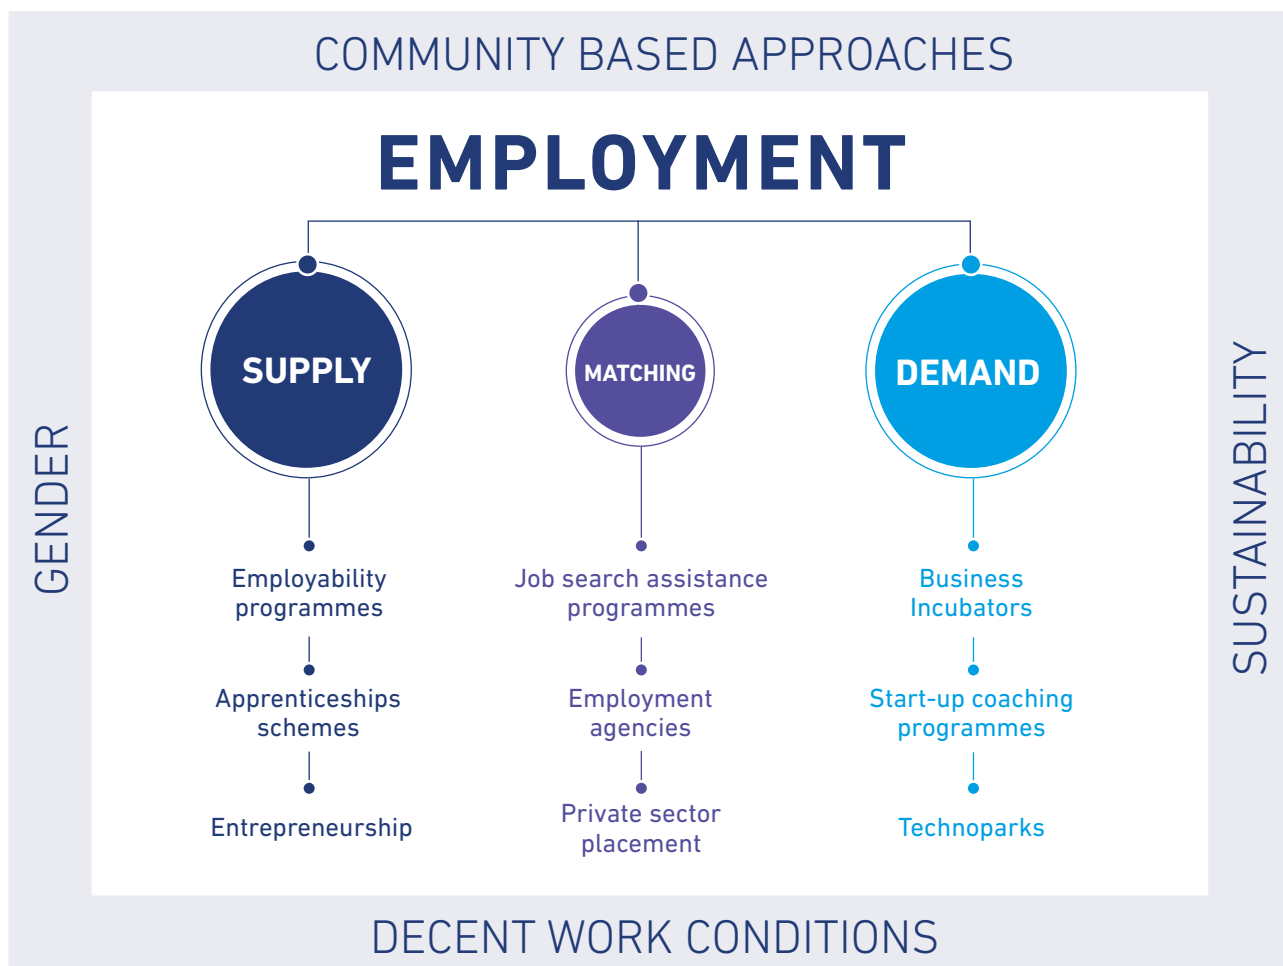 COMMUNITY BASED APPROACHES
EMPLOYMENT
SUPPLY
MATCHING
DEMAND
GENDER
SUSTAINABILITY
Employability
programmes
Apprenticeships
schemes
Entrepreneurship
Job search assistance
programmes
Employment
agencies
Private sector
placement
Business
Incubators
Start-up coaching
programmes
Technoparks
DECENT WORK CONDITIONS